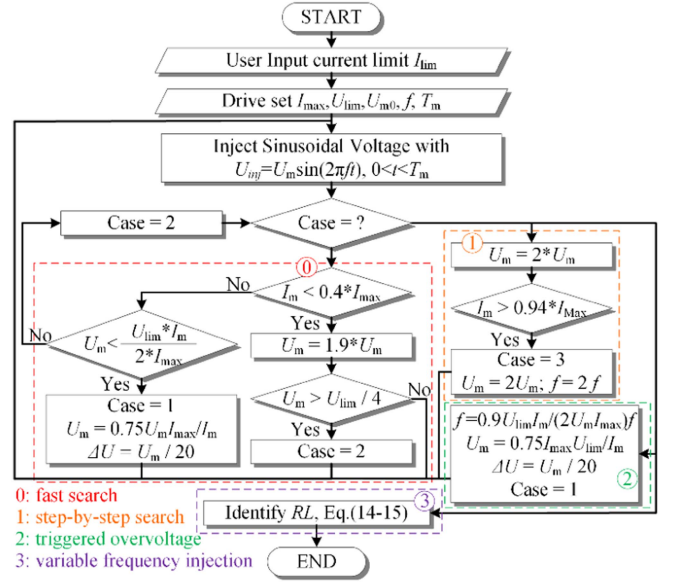 START
User Input current limit Ilim
Drive set Imax, Ulim, Um0, f, Tm
Inject Sinusoidal Voltage with
Uinj=Umsin(2πft), 0<t<Tm
Case = 2
Case = ?
0
No
Im < 0.4*Imax
Yes
Um = 1.9*Um
Um > Ulim / 4
No
Yes
Case = 2
No
Um< Ulim*Im
2*Imax
Yes
Case = 1
Um = 0.75UmImax/Im
ΔU = Um / 20
1
Um = 2*Um
Im > 0.94*IMax
Yes
Case = 3
Um = 2Um; f = 2 f
f=0.9UlimIm/(2UmImax)f
Um = 0.75ImaxUlim/Im
ΔU = Um / 20
Case = 1
2
0: fast search
1: step-by-step search
2: triggered overvoltage
3: variable frequency injection
3
Identify RL, Eq.(14-15)
END